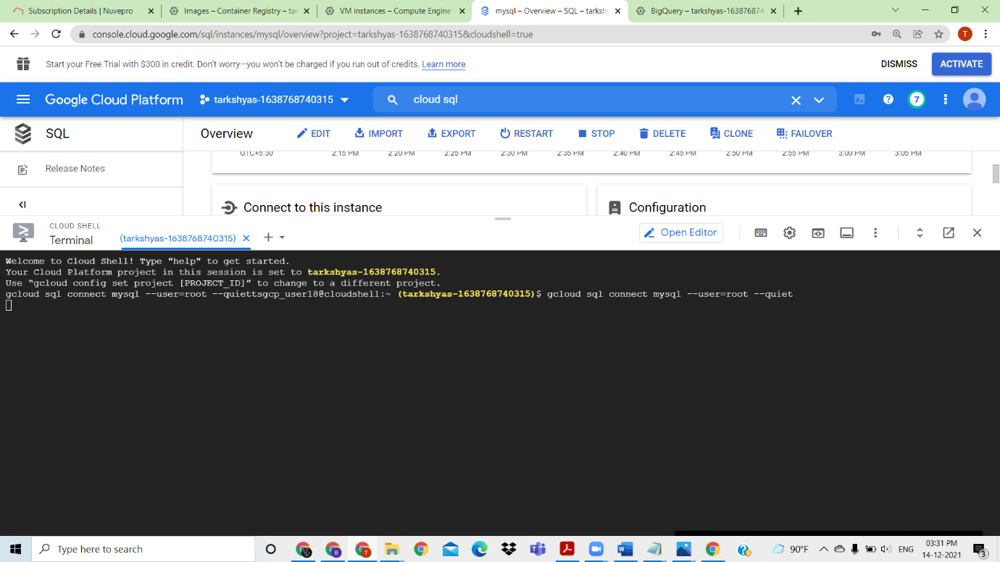 Subscription Details | Nuvepro
Images – Container Registry – tar
VM instances – Compute Engine
mysql – Overview – SQL – tarksh
BigQuery – tarkshyas-16387687
console.cloud.google.com/sql/instances/mysql/overview?project=tarkshyas-1638768740315&cloudshell=true
T
Start your Free Trial with $300 in credit. Don't worry—you won't be charged if you run out of credits. Learn more
DISMISS
ACTIVATE
Google Cloud Platform
tarkshyas-1638768740315
cloud sql
7
SQL
Overview
EDIT
IMPORT
EXPORT
RESTART
STOP
DELETE
CLONE
FAILOVER
UTC+5:30 2:15 PM 2:20 PM 2:25 PM 2:30 PM 2:35 PM 2:40 PM 2:45 PM 2:50 PM 2:55 PM 3:00 PM 3:05 PM
Release Notes
Connect to this instance
Configuration
CLOUD SHELL
Terminal
(tarkshyas-1638768740315)
Open Editor
Welcome to Cloud Shell! Type "help" to get started.
Your Cloud Platform project in this session is set to tarkshyas-1638768740315.
Use “gcloud config set project [PROJECT_ID]” to change to a different project.
gcloud sql connect mysql --user=root --quiettsgcp_user18@cloudshell:~ (tarkshyas-1638768740315)$ gcloud sql connect mysql --user=root --quiet
Type here to search
90°F
ENG
03:31 PM
14-12-2021
3